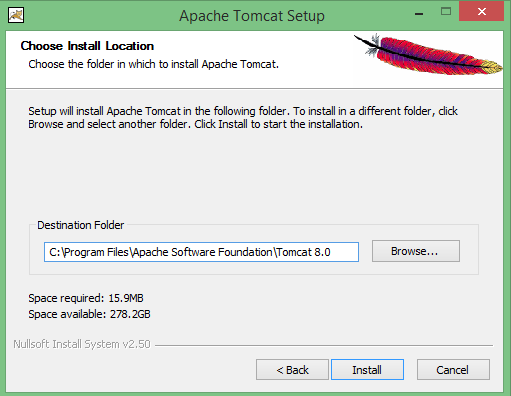 Apache Tomcat Setup
Choose Install Location
Choose the folder in which to install Apache Tomcat.
Setup will install Apache Tomcat in the following folder. To install in a different folder, click
Browse and select another folder. Click Install to start the installation.
Destination Folder
C:\Program Files\Apache Software Foundation\Tomcat 8.0
Browse...
Space required: 15.9MB
Space available: 278.2GB
Nullsoft Install System v2.50
< Back
Install
Cancel